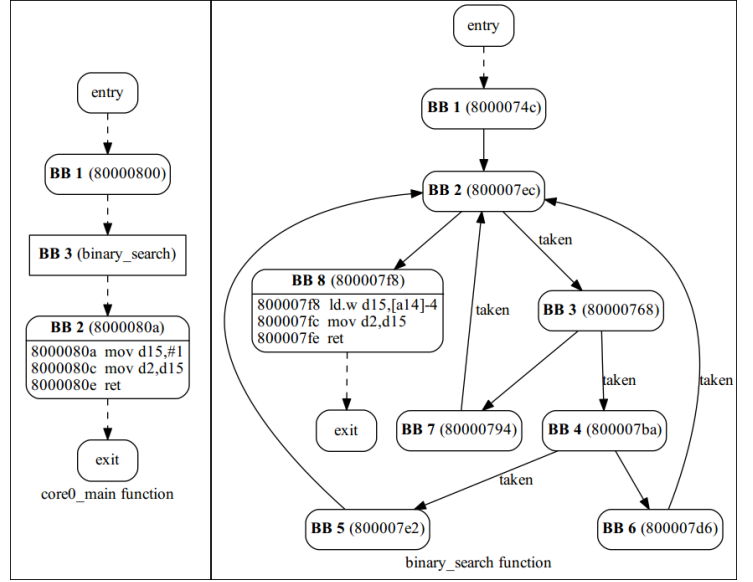 entry
BB 1 (80000800)
BB 3 (binary_search)
BB 2 (8000080a)
8000080a mov d15,#1
8000080c mov d2,d15
8000080e ret
exit
core0_main function
entry
BB 1 (8000074c)
BB 2 (800007ec)
taken
BB 8 (800007f8)
800007f8 ld.w d15,[a14]-4
800007fc mov d2,d15
800007fe ret
taken
BB 3 (80000768)
taken
taken
exit
BB 7 (80000794)
BB 4 (800007ba)
taken
BB 5 (800007e2)
BB 6 (800007d6)
binary_search function